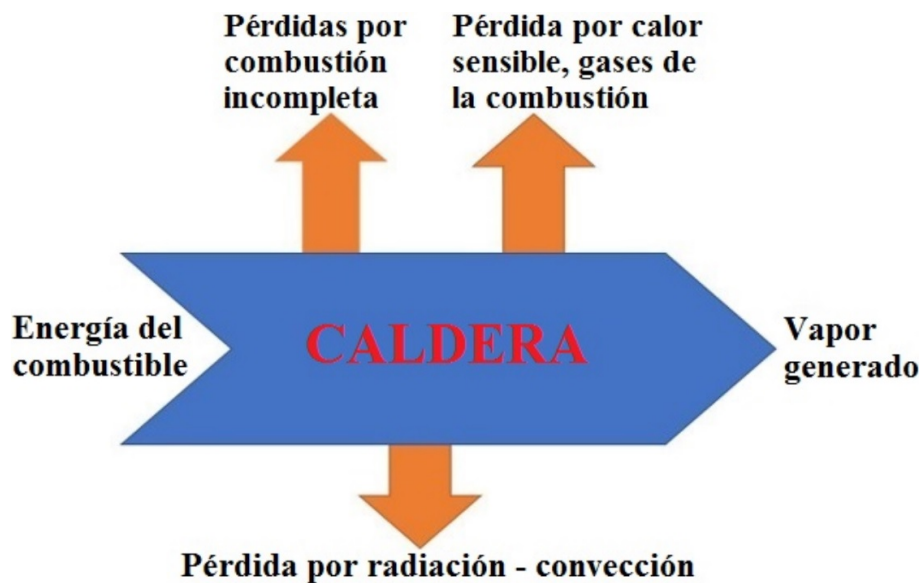 Pérdidas por
combustión
incompleta
Pérdida por calor
sensible, gases de
la combustión
Energía del
combustible
CALDERA
Vapor
generado
Pérdida por radiación - convección